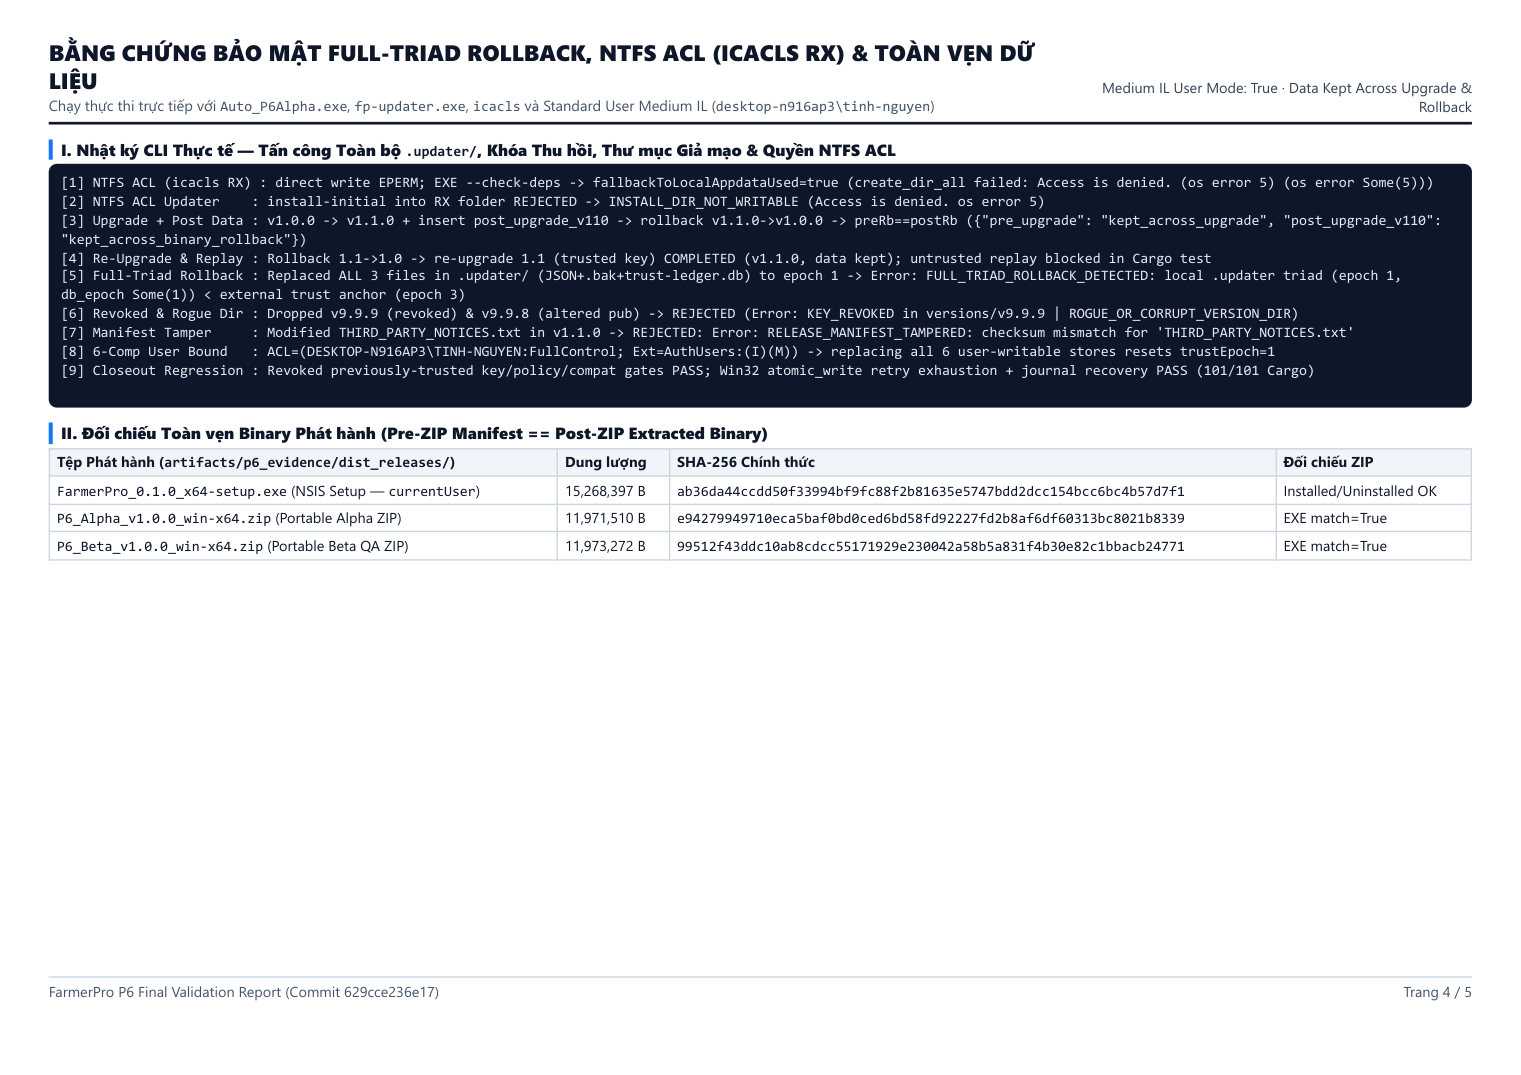 BẰNG CHỨNG BẢO MẬT FULL-TRIAD ROLLBACK, NTFS ACL (ICACLS RX) & TOÀN VẸN DỮ
LIỆU
Chạy thực thi trực tiếp với Auto_P6Alpha.exe, fp-updater.exe, icacls và Standard User Medium IL (desktop-n916ap3\tinh-nguyen)
Medium IL User Mode: True · Data Kept Across Upgrade &
Rollback
I. Nhật ký CLI Thực tế — Tấn công Toàn bộ .updater/, Khóa Thu hồi, Thư mục Giả mạo & Quyền NTFS ACL
[1] NTFS ACL (icacls RX) : direct write EPERM; EXE --check-deps -> fallbackToLocalAppdataUsed=true (create_dir_all failed: Access is denied. (os error 5) (os error Some(5)))
[2] NTFS ACL Updater    : install-initial into RX folder REJECTED -> INSTALL_DIR_NOT_WRITABLE (Access is denied. os error 5)
[3] Upgrade + Post Data : v1.0.0 -> v1.1.0 + insert post_upgrade_v110 -> rollback v1.1.0->v1.0.0 -> preRb==postRb ({"pre_upgrade": "kept_across_upgrade", "post_upgrade_v110":
"kept_across_binary_rollback"})
[4] Re-Upgrade & Replay : Rollback 1.1->1.0 -> re-upgrade 1.1 (trusted key) COMPLETED (v1.1.0, data kept); untrusted replay blocked in Cargo test
[5] Full-Triad Rollback : Replaced ALL 3 files in .updater/ (JSON+.bak+trust-ledger.db) to epoch 1 -> Error: FULL_TRIAD_ROLLBACK_DETECTED: local .updater triad (epoch 1,
db_epoch Some(1)) < external trust anchor (epoch 3)
[6] Revoked & Rogue Dir : Dropped v9.9.9 (revoked) & v9.9.8 (altered pub) -> REJECTED (Error: KEY_REVOKED in versions/v9.9.9 | ROGUE_OR_CORRUPT_VERSION_DIR)
[7] Manifest Tamper     : Modified THIRD_PARTY_NOTICES.txt in v1.1.0 -> REJECTED: Error: RELEASE_MANIFEST_TAMPERED: checksum mismatch for 'THIRD_PARTY_NOTICES.txt'
[8] 6-Comp User Bound   : ACL=(DESKTOP-N916AP3\TINH-NGUYEN:FullControl; Ext=AuthUsers:(I)(M)) -> replacing all 6 user-writable stores resets trustEpoch=1
[9] Closeout Regression : Revoked previously-trusted key/policy/compat gates PASS; Win32 atomic_write retry exhaustion + journal recovery PASS (101/101 Cargo)
II. Đối chiếu Toàn vẹn Binary Phát hành (Pre-ZIP Manifest == Post-ZIP Extracted Binary)
Tệp Phát hành (artifacts/p6_evidence/dist_releases/) Dung lượng SHA-256 Chính thức Đối chiếu ZIP
FarmerPro_0.1.0_x64-setup.exe (NSIS Setup — currentUser) 15,268,397 B ab36da44ccdd50f33994bf9fc88f2b81635e5747bdd2dcc154bcc6bc4b57d7f1 Installed/Uninstalled OK
P6_Alpha_v1.0.0_win-x64.zip (Portable Alpha ZIP) 11,971,510 B e94279949710eca5baf0bd0ced6bd58fd92227fd2b8af6df60313bc8021b8339 EXE match=True
P6_Beta_v1.0.0_win-x64.zip (Portable Beta QA ZIP) 11,973,272 B 99512f43ddc10ab8cdcc55171929e230042a58b5a831f4b30e82c1bbacb24771 EXE match=True
FarmerPro P6 Final Validation Report (Commit 629cce236e17)
Trang 4 / 5